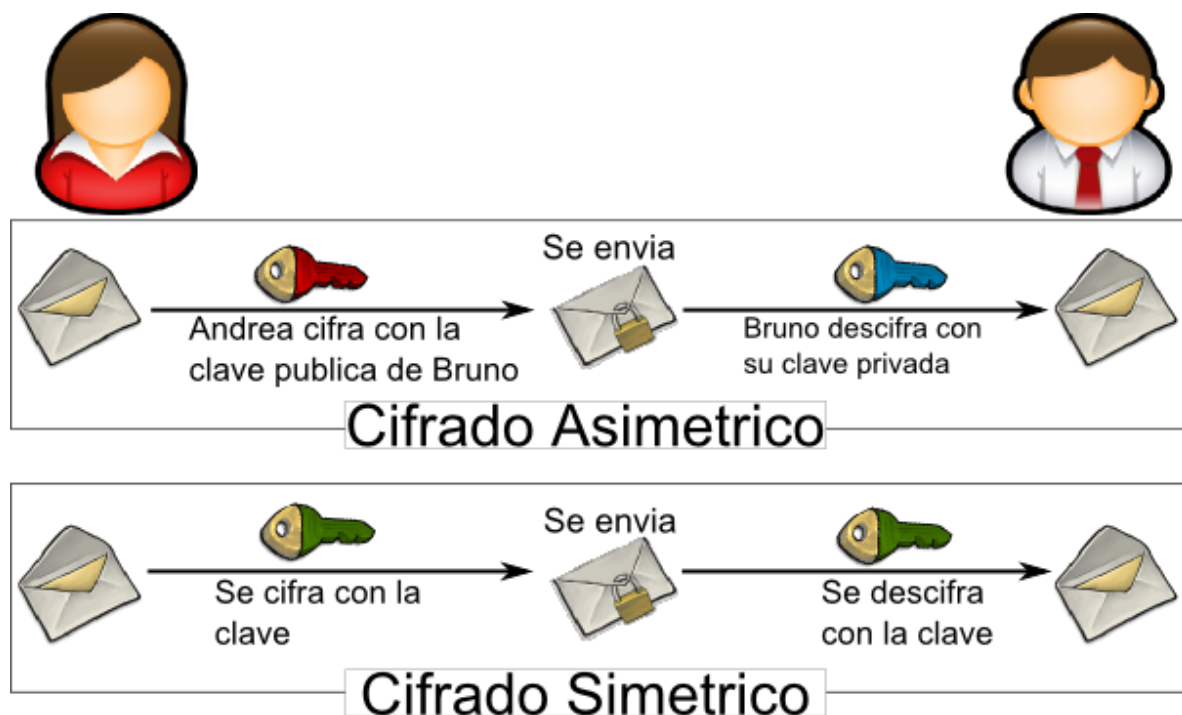 Se envia
Andrea cifra con la
clave publica de Bruno
Bruno descifra con
su clave privada
Cifrado Asimetrico
Se envia
Se cifra con la
clave
Se descifra
con la clave
Cifrado Simetrico